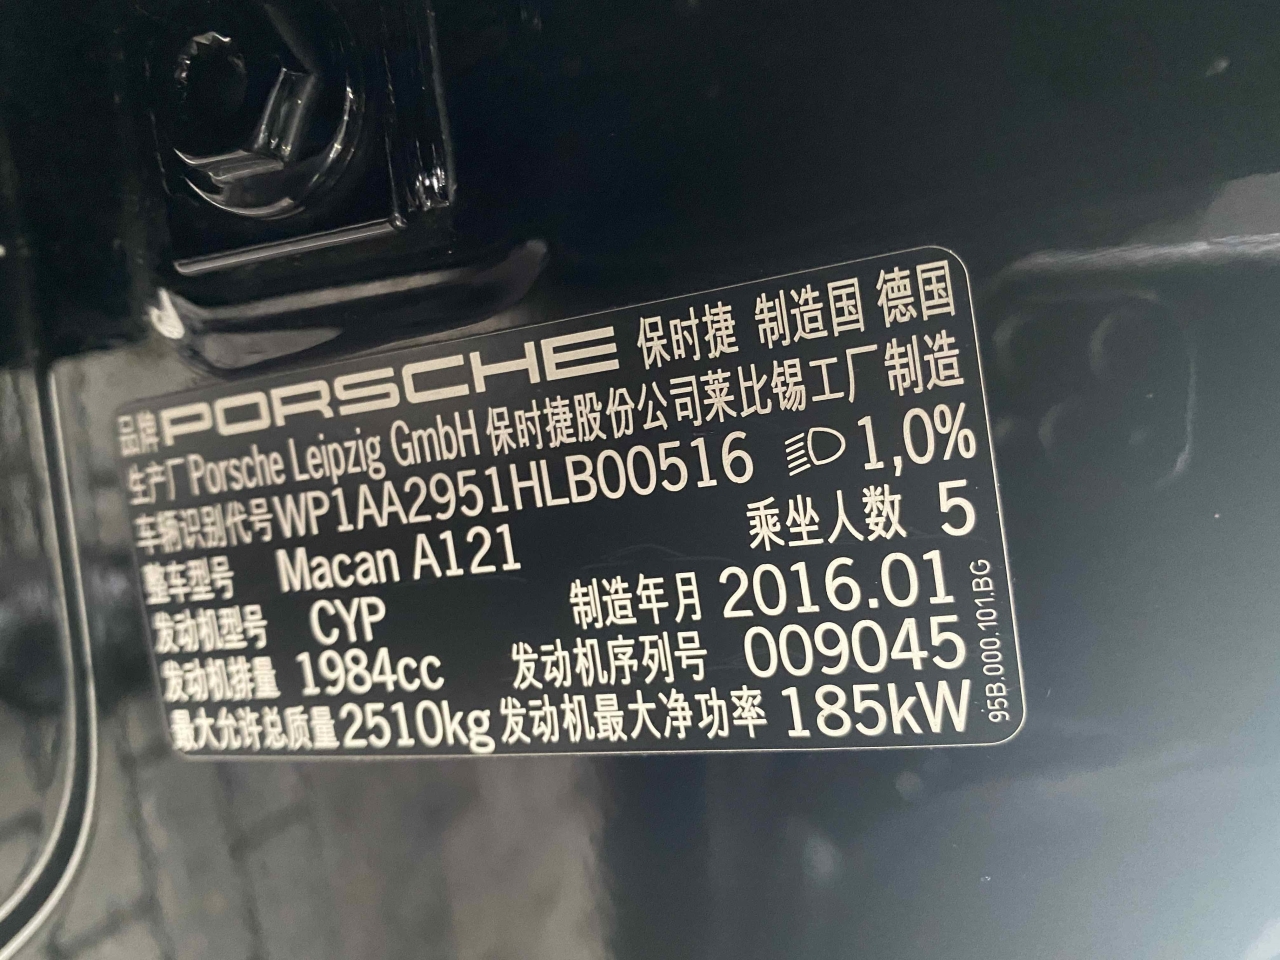 品牌 PORSCHE 保时捷 制造国 德国
生产厂 Porsche Leipzig GmbH 保时捷股份公司莱比锡工厂制造
车辆识别代号 WP1AA2951HLB00516 1,0%
整车型号 Macan A121 乘坐人数 5
发动机型号 CYP 制造年月 2016.01
发动机排量 1984cc 发动机序列号 009045
最大允许总质量 2510kg 发动机最大净功率 185kW
95B.000.101.BG